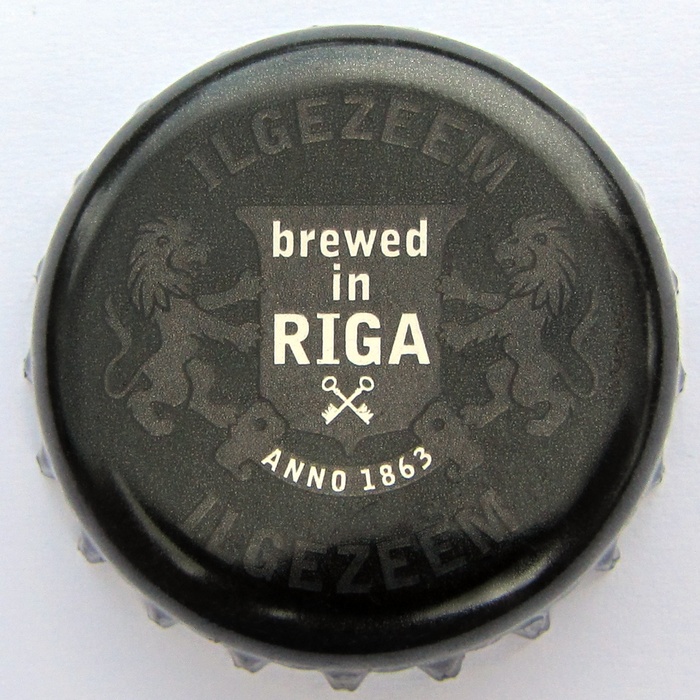 ILGEZEEM
brewed
in
RIGA
ANNO 1863
ILGEZEEM